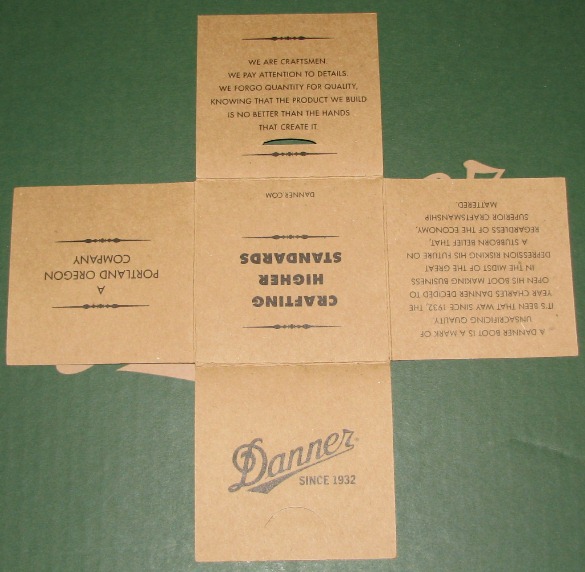 WE ARE CRAFTSMEN
WE PAY ATTENTION TO DETAILS.
WE FORGO QUANTITY FOR QUALITY,
KNOWING THAT THE PRODUCT WE BUILD
IS NO BETTER THAN THE HANDS
THAT CREATE IT
A
PORTLAND OREGON
COMPANY
CRAFTING
HIGHER
STANDARDS
DANNER.COM
A DANNER BOOT IS A MARK OF
UNSACRIFICING QUALITY.
IT'S BEEN THAT WAY SINCE 1932, THE
YEAR CHARLES DANNER DECIDED TO
OPEN HIS BOOT MAKING BUSINESS
IN THE MIDST OF THE GREAT
DEPRESSION RISKING HIS FUTURE ON
A STUBBORN BELIEF THAT,
REGARDLESS OF THE ECONOMY,
SUPERIOR CRAFTSMANSHIP
MATTERED.
Danner
SINCE 1932